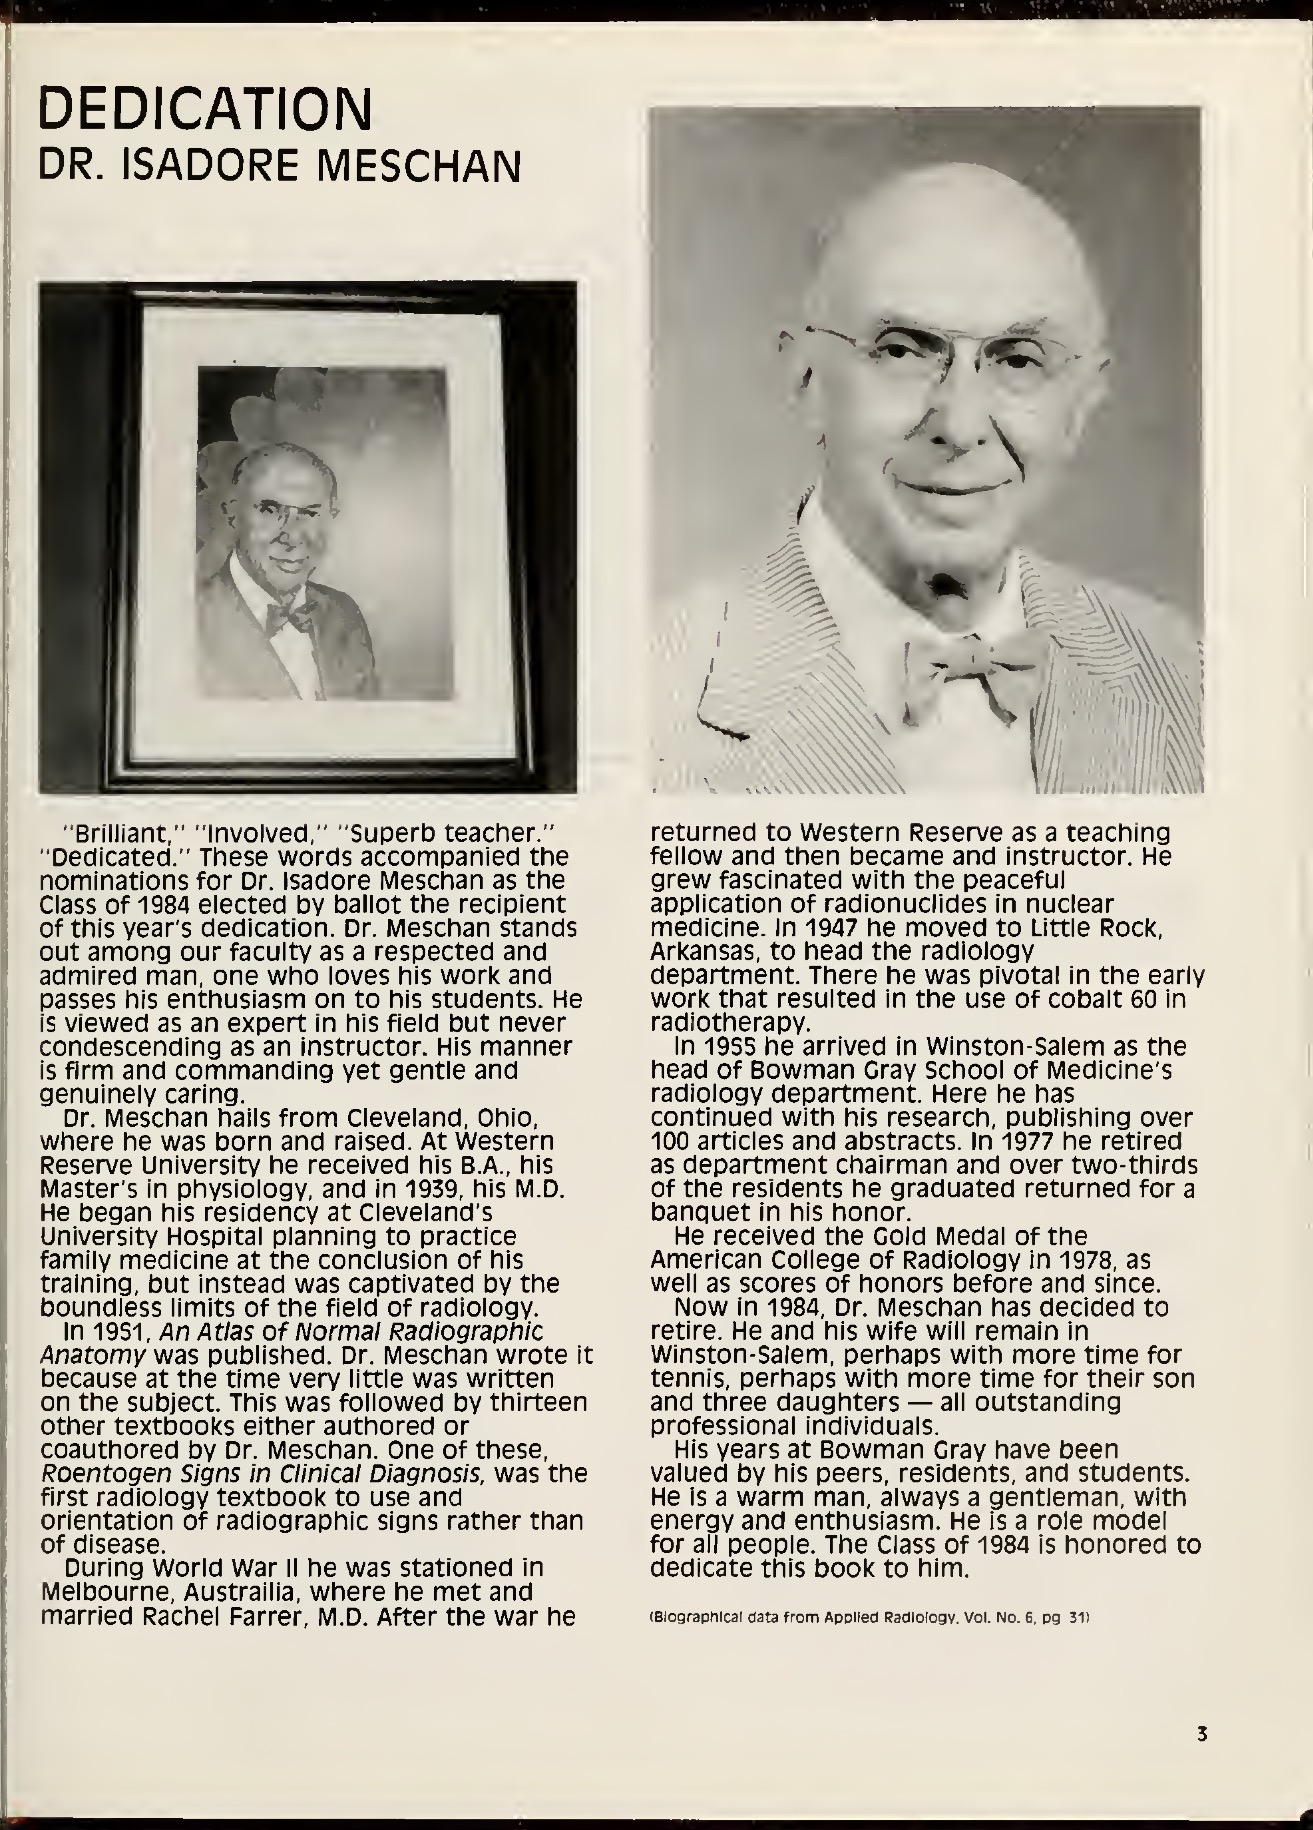 DEDICATION
DR. ISADORE MESCHAN
"Brilliant," "Involved," "Superb teacher."
"Dedicated." These words accompanied the
nominations for Dr. Isadore Meschan as the
Class of 1984 elected by ballot the recipient
of this year's dedication. Dr. Meschan stands
out among our faculty as a respected and
admired man, one who loves his work and
passes his enthusiasm on to his students. He
is viewed as an expert in his field but never
condescending as an instructor. His manner
is firm and commanding yet gentle and
genuinely caring.
Dr. Meschan hails from Cleveland, Ohio,
where he was born and raised. At Western
Reserve University he received his B.A., his
Master's in physiology, and in 1939, his M.D.
He began his residency at Cleveland's
University Hospital planning to practice
family medicine at the conclusion of his
training, but instead was captivated by the
boundless limits of the field of radiology.
In 1951, An Atlas of Normal Radiographic
Anatomy was published. Dr. Meschan wrote it
because at the time very little was written
on the subject. This was followed by thirteen
other textbooks either authored or
coauthored by Dr. Meschan. One of these,
Roentogen Signs in Clinical Diagnosis, was the
first radiology textbook to use and
orientation of radiographic signs rather than
of disease.
During World War II he was stationed in
Melbourne, Austrailia, where he met and
married Rachel Farrer, M.D. After the war he
returned to Western Reserve as a teaching
fellow and then became and instructor. He
grew fascinated with the peaceful
application of radionuclides in nuclear
medicine. In 1947 he moved to Little Rock,
Arkansas, to head the radiology
department. There he was pivotal in the early
work that resulted in the use of cobalt 60 in
radiotherapy.
In 1955 he arrived in Winston-Salem as the
head of Bowman Gray School of Medicine's
radiology department. Here he has
continued with his research, publishing over
100 articles and abstracts. In 1977 he retired
as department chairman and over two-thirds
of the residents he graduated returned for a
banquet in his honor.
He received the Gold Medal of the
American College of Radiology in 1978, as
well as scores of honors before and since.
Now in 1984, Dr. Meschan has decided to
retire. He and his wife will remain in
Winston-Salem, perhaps with more time for
tennis, perhaps with more time for their son
and three daughters — all outstanding
professional individuals.
His years at Bowman Gray have been
valued by his peers, residents, and students.
He is a warm man, always a gentleman, with
energy and enthusiasm. He is a role model
for all people. The Class of 1984 is honored to
dedicate this book to him.
(Biographical data from Applied Radiology, Vol. No. 6, pg 31)
3